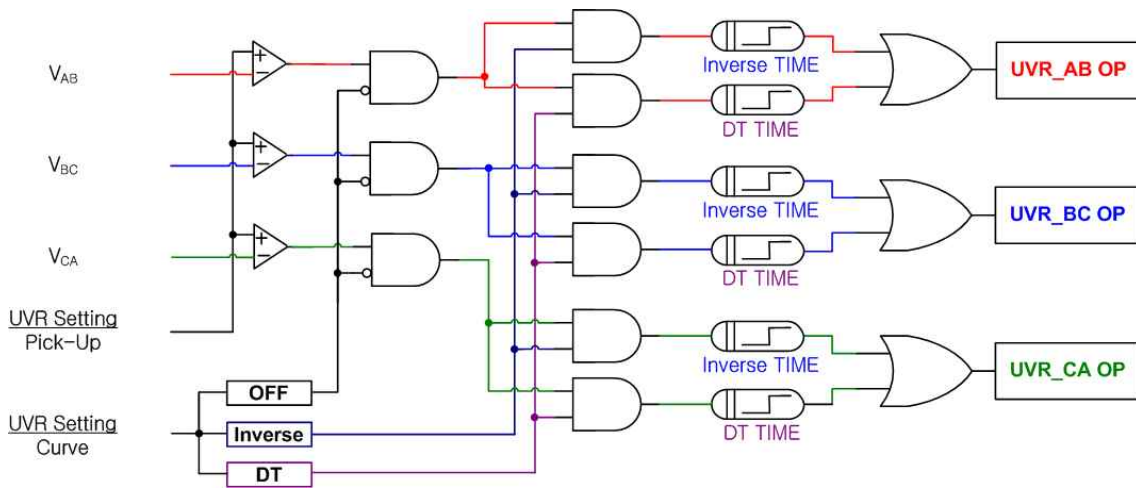 V_AB
+
−
Inverse TIME
DT TIME
UVR_AB OP
V_BC
+
−
Inverse TIME
DT TIME
UVR_BC OP
V_CA
+
−
Inverse TIME
DT TIME
UVR_CA OP
UVR Setting
Pick-Up
UVR Setting
Curve
OFF
Inverse
DT